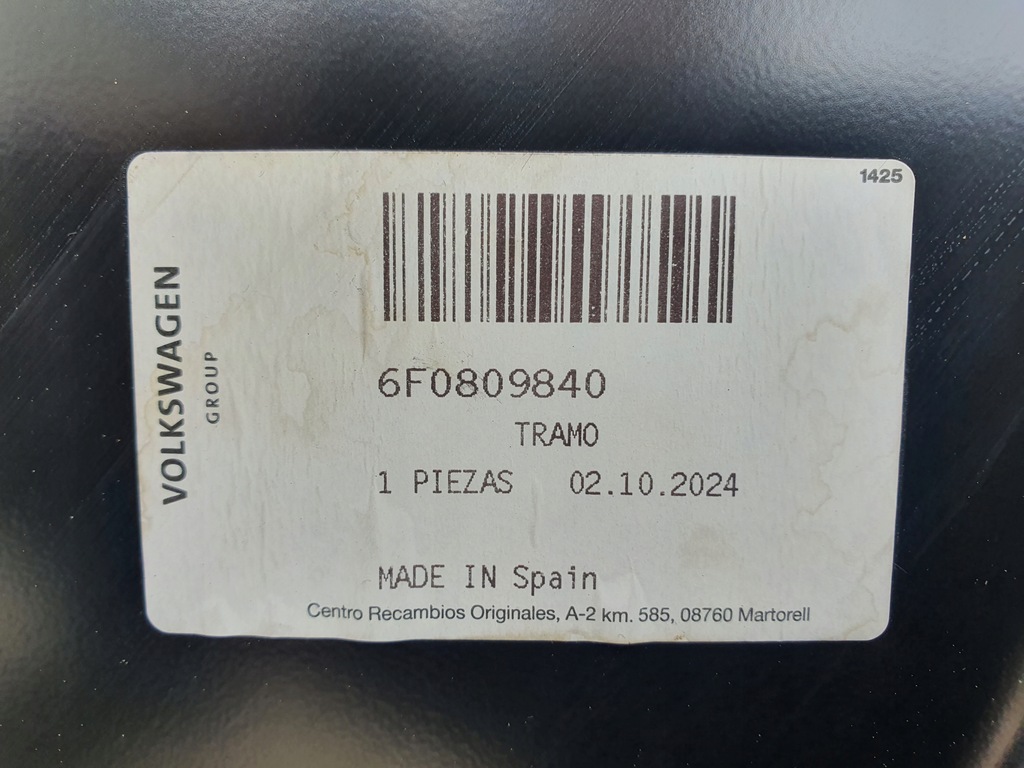 1425
VOLKSWAGEN
GROUP
6F0809840
TRAMO
1 PIEZAS 02.10.2024
MADE IN Spain
Centro Recambios Originales, A-2 km. 585, 08760 Martorell